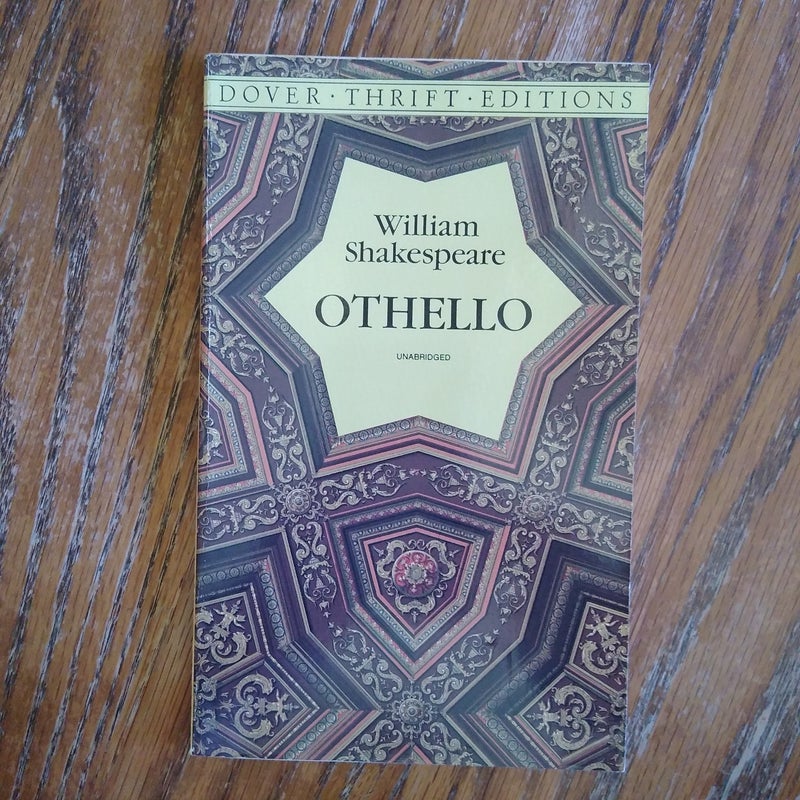 DOVER · THRIFT · EDITIONS
William
Shakespeare
OTHELLO
UNABRIDGED